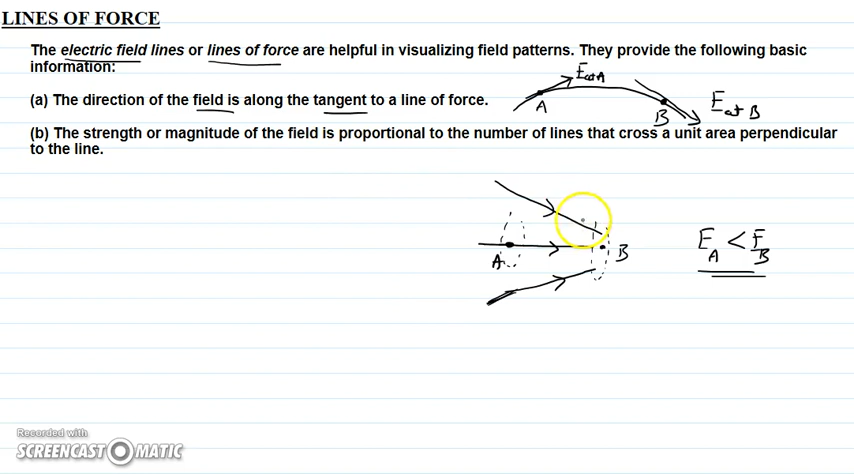 LINES OF FORCE
The electric field lines or lines of force are helpful in visualizing field patterns. They provide the following basic
information:
E at A
(a) The direction of the field is along the tangent to a line of force.
A
B
E at B
(b) The strength or magnitude of the field is proportional to the number of lines that cross a unit area perpendicular
to the line.
A
B
E_A < E_B
Recorded with
SCREENCAST-O-MATIC